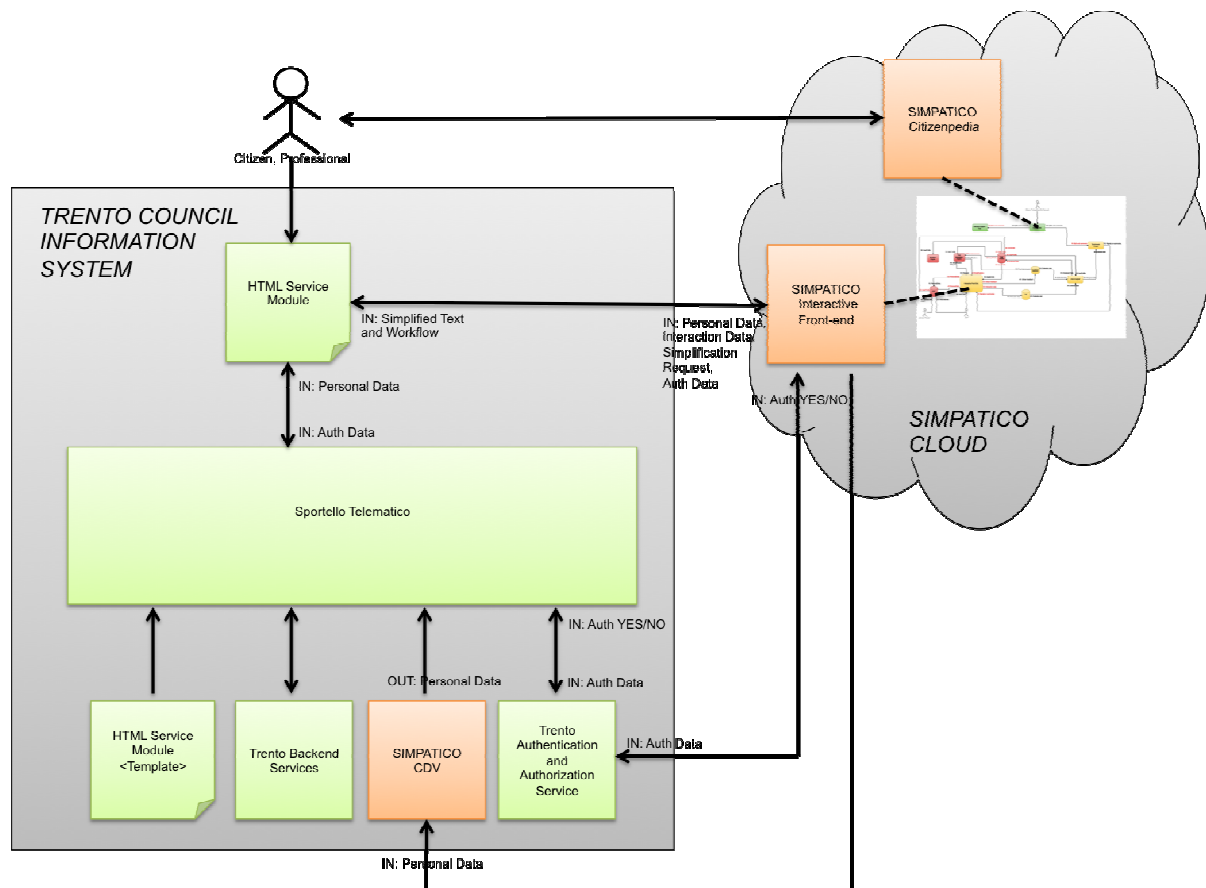 SIMPATICO
Citizenpedia
Citizen, Professional
TRENTO COUNCIL
INFORMATION
SYSTEM
HTML Service
Module
IN: Simplified Text
and Workflow
IN: Personal Data,
Interaction Data
Simplification
Request,
Auth Data
SIMPATICO
Interactive
Front-end
IN: Personal Data
IN: Auth YES/NO
SIMPATICO
CLOUD
IN: Auth Data
Sportello Telematico
IN: Auth YES/NO
OUT: Personal Data
IN: Auth Data
HTML Service
Module
<Template>
Trento Backend
Services
SIMPATICO
CDV
Trento
Authentication
and
Authorization
Service
IN: Auth Data
IN: Personal Data